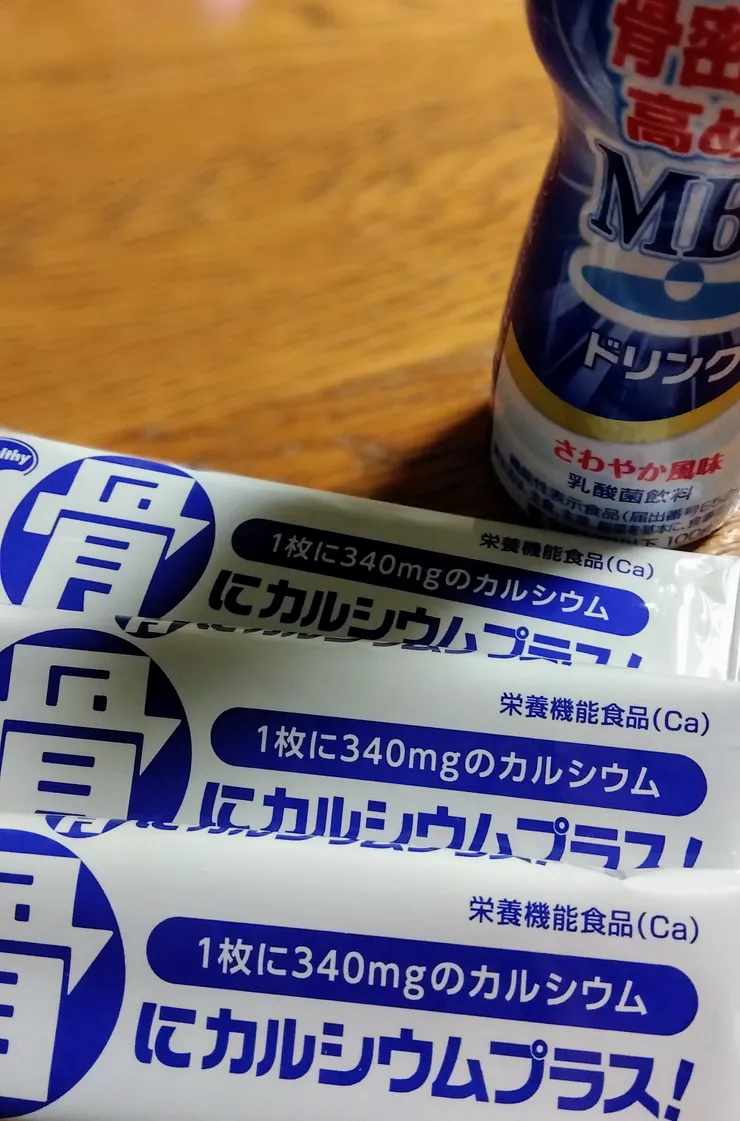 骨密
高め
MB
ドリンク
さわやか風味
乳酸菌飲料
lthy
骨
栄養機能食品(Ca)
1枚に340mgのカルシウム
にカルシウムプラス!
骨
栄養機能食品(Ca)
1枚に340mgのカルシウム
にカルシウムプラス!
骨
栄養機能食品(Ca)
1枚に340mgのカルシウム
にカルシウムプラス!